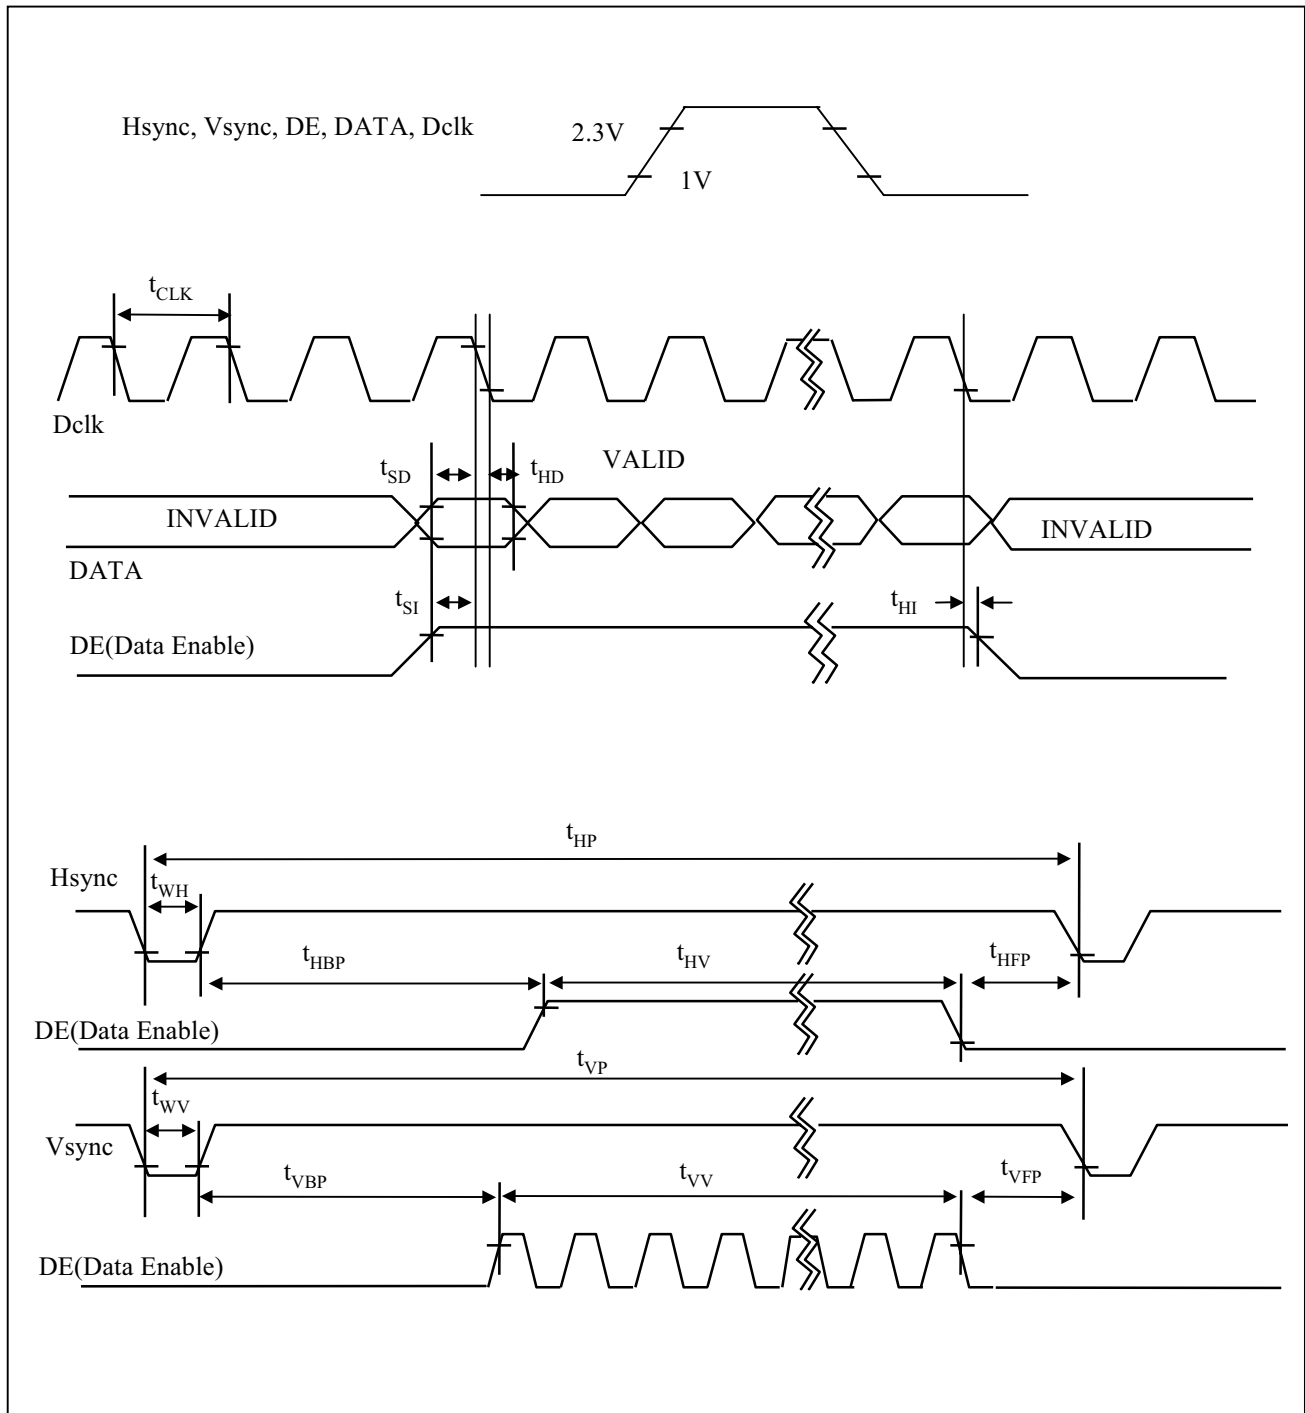 Hsync, Vsync, DE, DATA, Dclk
2.3V
1V
tCLK
Dclk
tSD
tHD
VALID
INVALID
INVALID
DATA
tSI
tHI
DE(Data Enable)
tHP
Hsync
tWH
tHBP
tHV
tHFP
DE(Data Enable)
tVP
tWV
Vsync
tVBP
tVV
tVFP
DE(Data Enable)